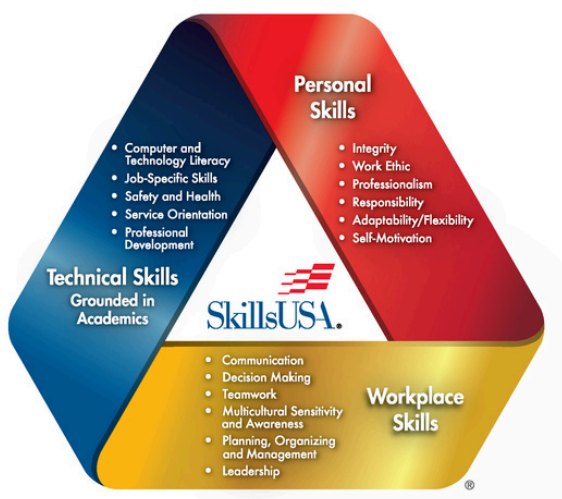 Personal
Skills
• Integrity
• Work Ethic
• Professionalism
• Responsibility
• Adaptability/Flexibility
• Self-Motivation
• Computer and
Technology Literacy
• Job-Specific Skills
• Safety and Health
• Service Orientation
• Professional
Development
Technical Skills
Grounded in
Academics
SkillsUSA®
• Communication
• Decision Making
• Teamwork
• Multicultural Sensitivity
and Awareness
• Planning, Organizing
and Management
• Leadership
Workplace
Skills
®